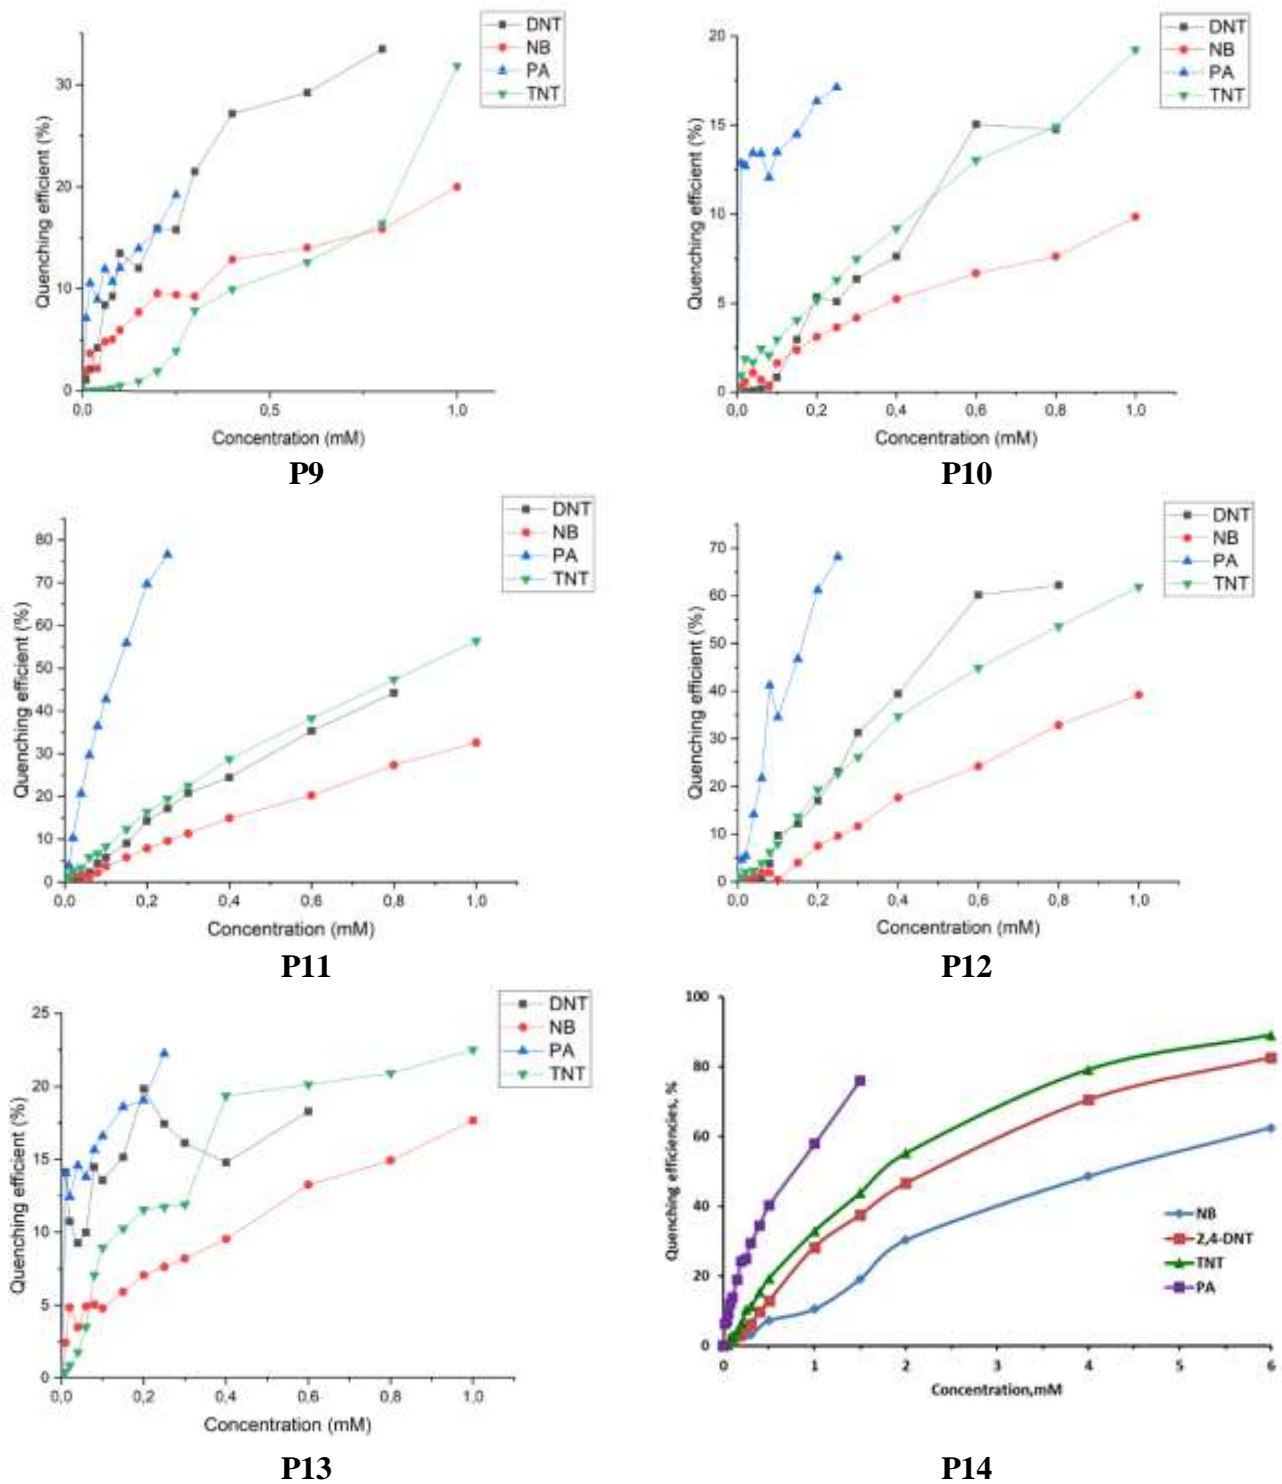 DNT
NB
PA
TNT
Quenching efficient (%)
30
20
10
0
0,0 0,5 1,0
Concentration (mM)
P9
DNT
NB
PA
TNT
Quenching efficient (%)
20
15
10
5
0
0,0 0,2 0,4 0,6 0,8 1,0
Concentration (mM)
P10
DNT
NB
PA
TNT
Quenching efficient (%)
80
70
60
50
40
30
20
10
0
0,0 0,2 0,4 0,6 0,8 1,0
Concentration (mM)
P11
DNT
NB
PA
TNT
Quenching efficient (%)
70
60
50
40
30
20
10
0
0,0 0,2 0,4 0,6 0,8 1,0
Concentration (mM)
P12
DNT
NB
PA
TNT
Quenching efficient (%)
25
20
15
10
5
0
0,0 0,2 0,4 0,6 0,8 1,0
Concentration (mM)
P13
Quenching efficiencies, %
100
80
60
40
20
0
0 1 2 3 4 5 6
Concentration,mM
NB
2,4-DNT
TNT
PA
P14